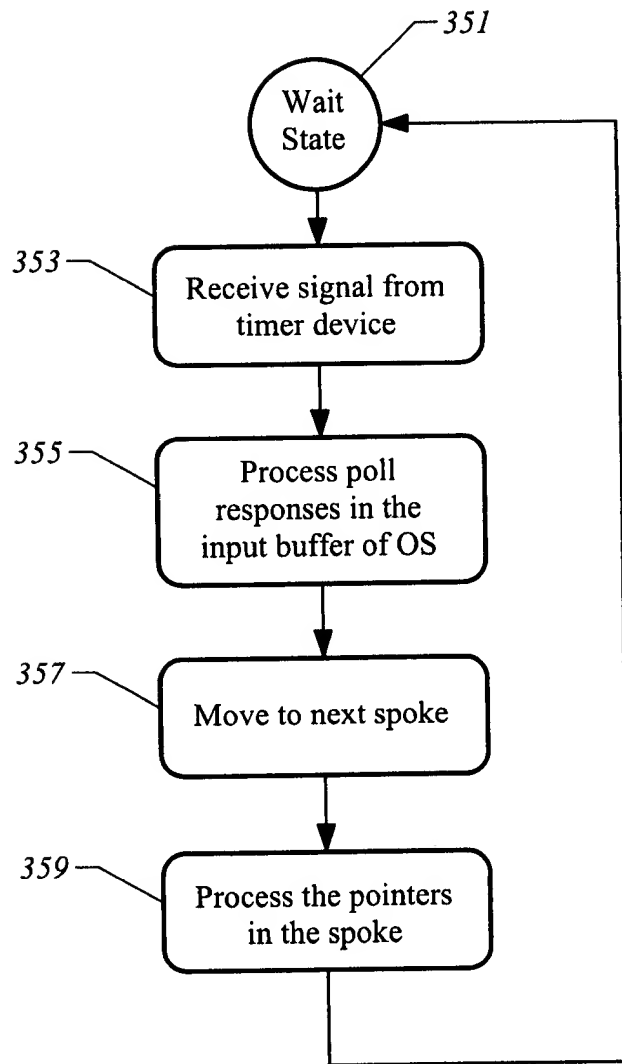 351
Wait
State
353
Receive signal from
timer device
355
Process poll
responses in the
input buffer of OS
357
Move to next spoke
359
Process the pointers
in the spoke